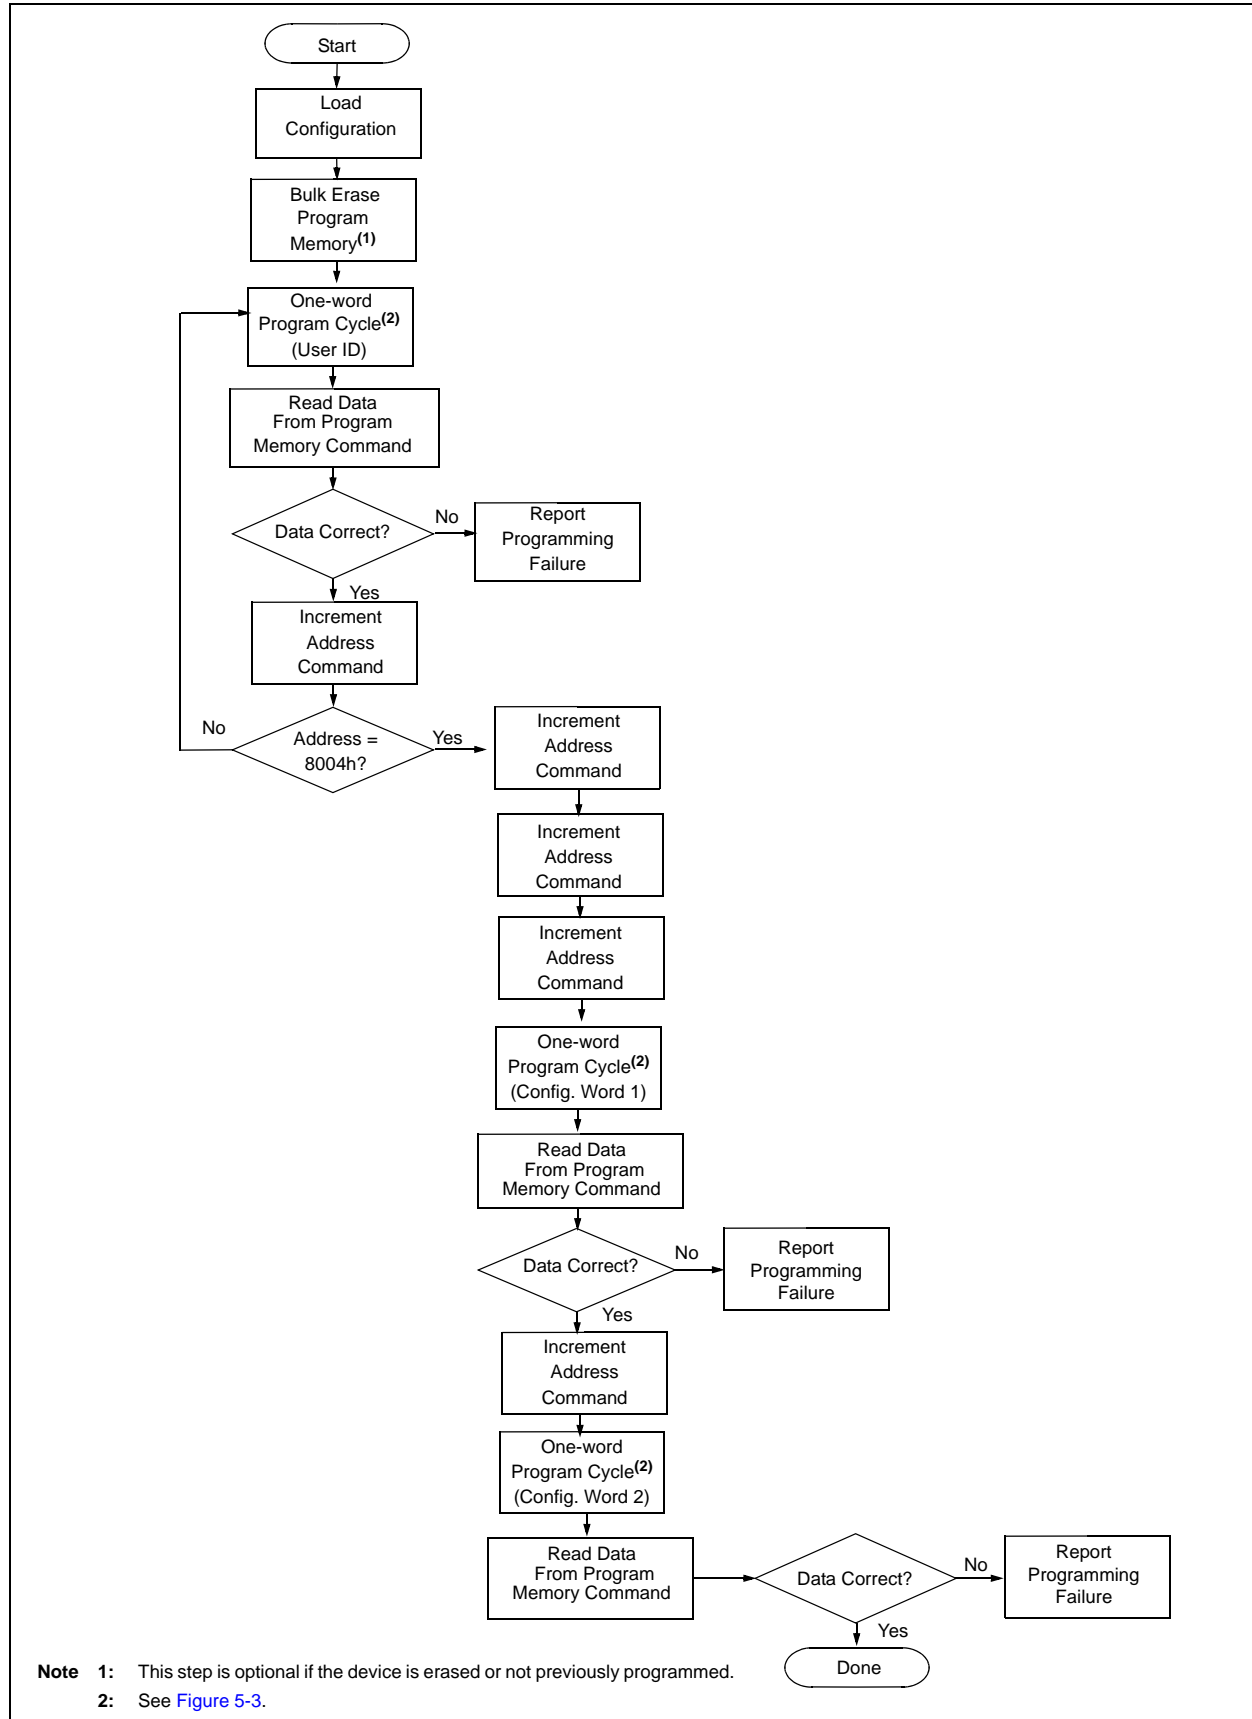 Start
Load
Configuration
Bulk Erase
Program
Memory(1)
One-word
Program Cycle(2)
(User ID)
Read Data
From Program
Memory Command
Data Correct?
No
Report
Programming
Failure
Yes
Increment
Address
Command
No
Address =
8004h?
Yes
Increment
Address
Command
Increment
Address
Command
Increment
Address
Command
One-word
Program Cycle(2)
(Config. Word 1)
Read Data
From Program
Memory Command
Data Correct?
No
Report
Programming
Failure
Yes
Increment
Address
Command
One-word
Program Cycle(2)
(Config. Word 2)
Read Data
From Program
Memory Command
Data Correct?
No
Report
Programming
Failure
Yes
Done
Note 1: This step is optional if the device is erased or not previously programmed.
2: See Figure 5-3.